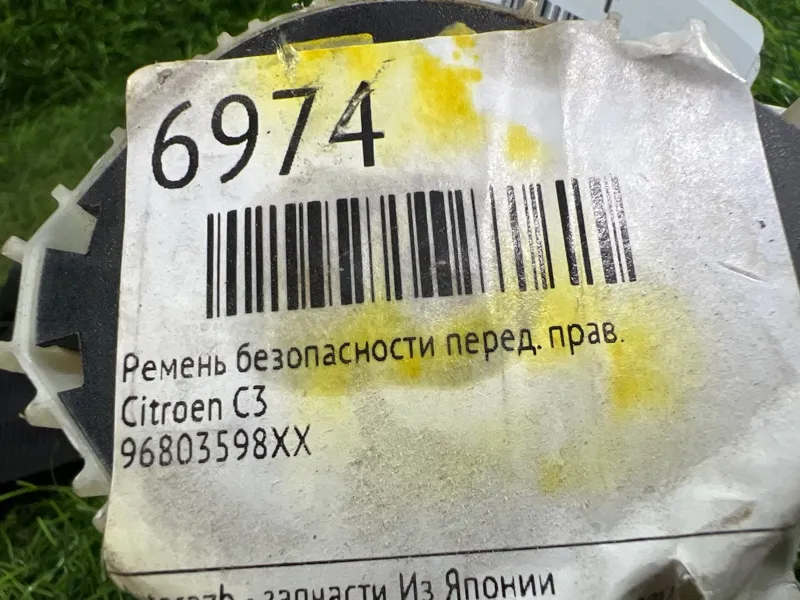 6974
Ремень безопасности перед. прав.
Citroen C3
96803598XX
- запчасти Из Японии